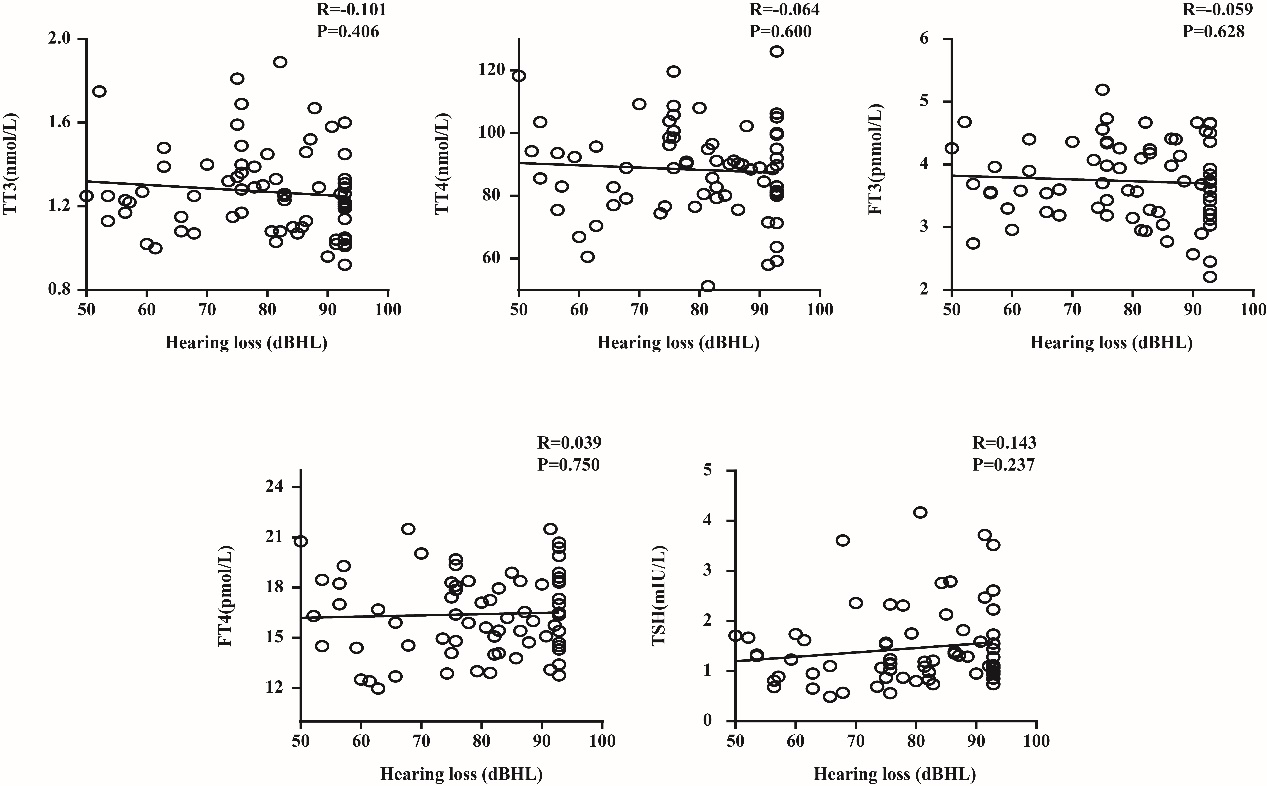 R=-0.101
P=0.406
TT3(nmol/L)
2.0
1.6
1.2
0.8
50 60 70 80 90 100
Hearing loss (dBHL)
R=-0.064
P=0.600
TT4(nmol/L)
120
100
80
60
50 60 70 80 90 100
Hearing loss (dBHL)
R=-0.059
P=0.628
FT3(pmmol/L)
6
5
4
3
2
50 60 70 80 90 100
Hearing loss (dBHL)
R=0.039
P=0.750
FT4(pmol/L)
24
21
18
15
12
50 60 70 80 90 100
Hearing loss (dBHL)
R=0.143
P=0.237
TSH(mIU/L)
5
4
3
2
1
0
50 60 70 80 90 100
Hearing loss (dBHL)